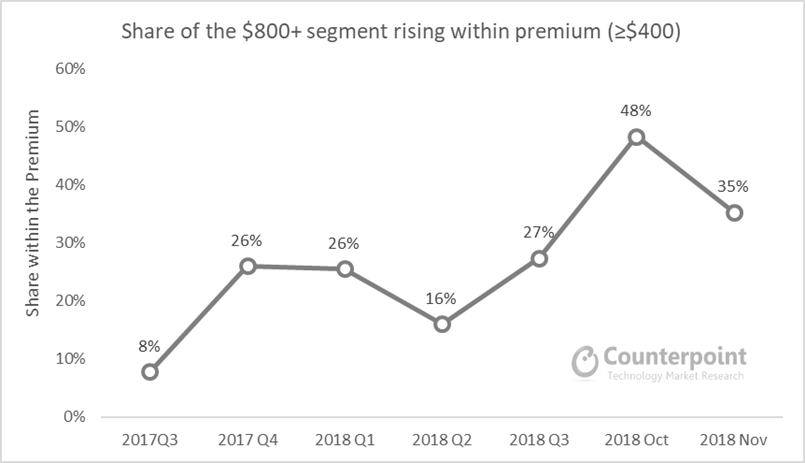 Share of the $800+ segment rising within premium (≥$400)
Share within the Premium
60%
50%
40%
30%
20%
10%
0%
8%
26%
26%
16%
27%
48%
35%
Counterpoint
Technology Market Research
2017Q3
2017 Q4
2018 Q1
2018 Q2
2018 Q3
2018 Oct
2018 Nov